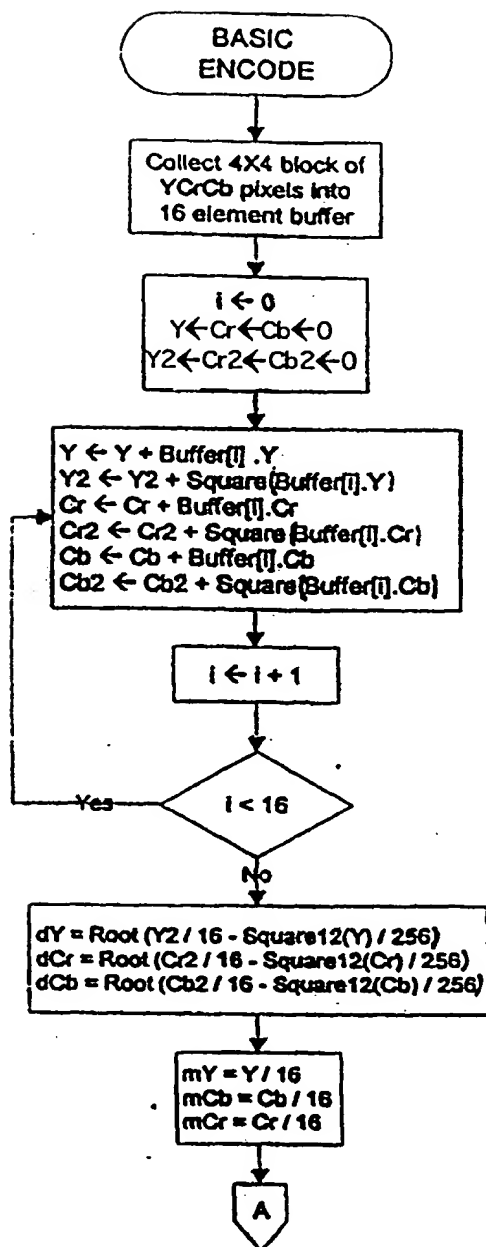 BASIC
ENCODE
Collect 4X4 block of
YCrCb pixels into
16 element buffer
i ← 0
Y←Cr←Cb←0
Y2←Cr2←Cb2←0
Y ← Y + Buffer[i] .Y
Y2 ← Y2 + Square(Buffer[i].Y)
Cr ← Cr + Buffer[i].Cr
Cr2 ← Cr2 + Square(Buffer[i].Cr)
Cb ← Cb + Buffer[i].Cb
Cb2 ← Cb2 + Square(Buffer[i].Cb)
i ← i + 1
i < 16
Yes
No
dY = Root (Y2 / 16 - Square12(Y) / 256)
dCr = Root (Cr2 / 16 - Square12(Cr) / 256)
dCb = Root (Cb2 / 16 - Square12(Cb) / 256)
mY = Y / 16
mCb = Cb / 16
mCr = Cr / 16
A